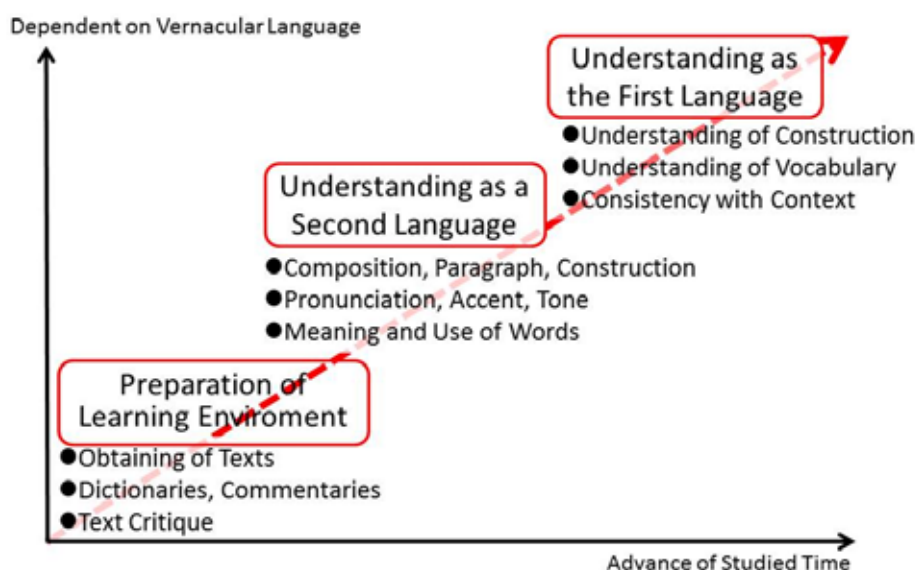 Dependent on Vernacular Language
Understanding as
the First Language
●Understanding of Construction
●Understanding of Vocabulary
●Consistency with Context
Understanding as a
Second Language
●Composition, Paragraph, Construction
●Pronunciation, Accent, Tone
●Meaning and Use of Words
Preparation of
Learning Enviroment
●Obtaining of Texts
●Dictionaries, Commentaries
●Text Critique
Advance of Studied Time